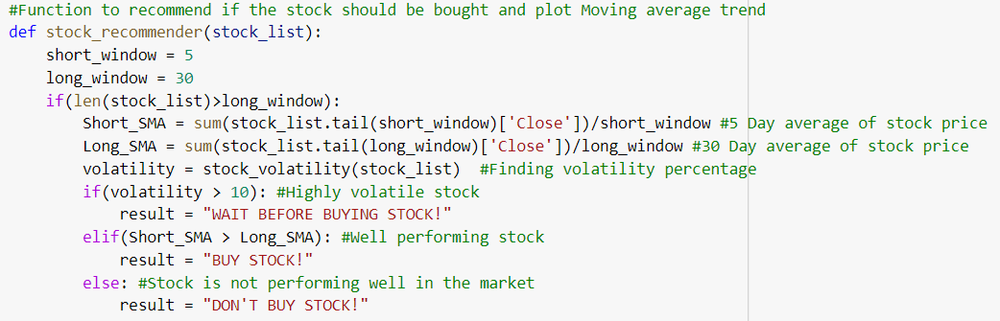 #Function to recommend if the stock should be bought and plot Moving average trend
def stock_recommender(stock_list):
    short_window = 5
    long_window = 30
    if(len(stock_list)>long_window):
        Short_SMA = sum(stock_list.tail(short_window)['Close'])/short_window #5 Day average of stock price
        Long_SMA = sum(stock_list.tail(long_window)['Close'])/long_window #30 Day average of stock price
        volatility = stock_volatility(stock_list)  #Finding volatility percentage
        if(volatility > 10): #Highly volatile stock
            result = "WAIT BEFORE BUYING STOCK!"
        elif(Short_SMA > Long_SMA): #Well performing stock
            result = "BUY STOCK!"
        else: #Stock is not performing well in the market
            result = "DON'T BUY STOCK!"